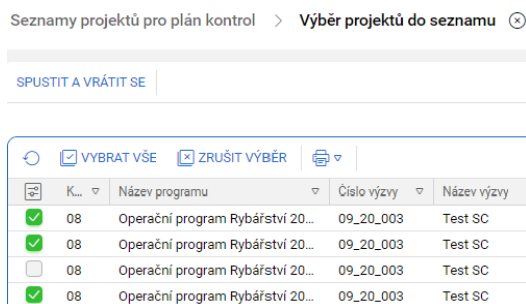 Seznamy projektů pro plán kontrol > Výběr projektů do seznamu
SPUSTIT A VRÁTIT SE
VYBRAT VŠE ZRUŠIT VÝBĚR
K... Název programu Číslo výzvy Název výzvy
08 Operační program Rybářství 20... 09_20_003 Test SC
08 Operační program Rybářství 20... 09_20_003 Test SC
08 Operační program Rybářství 20... 09_20_003 Test SC
08 Operační program Rybářství 20... 09_20_003 Test SC